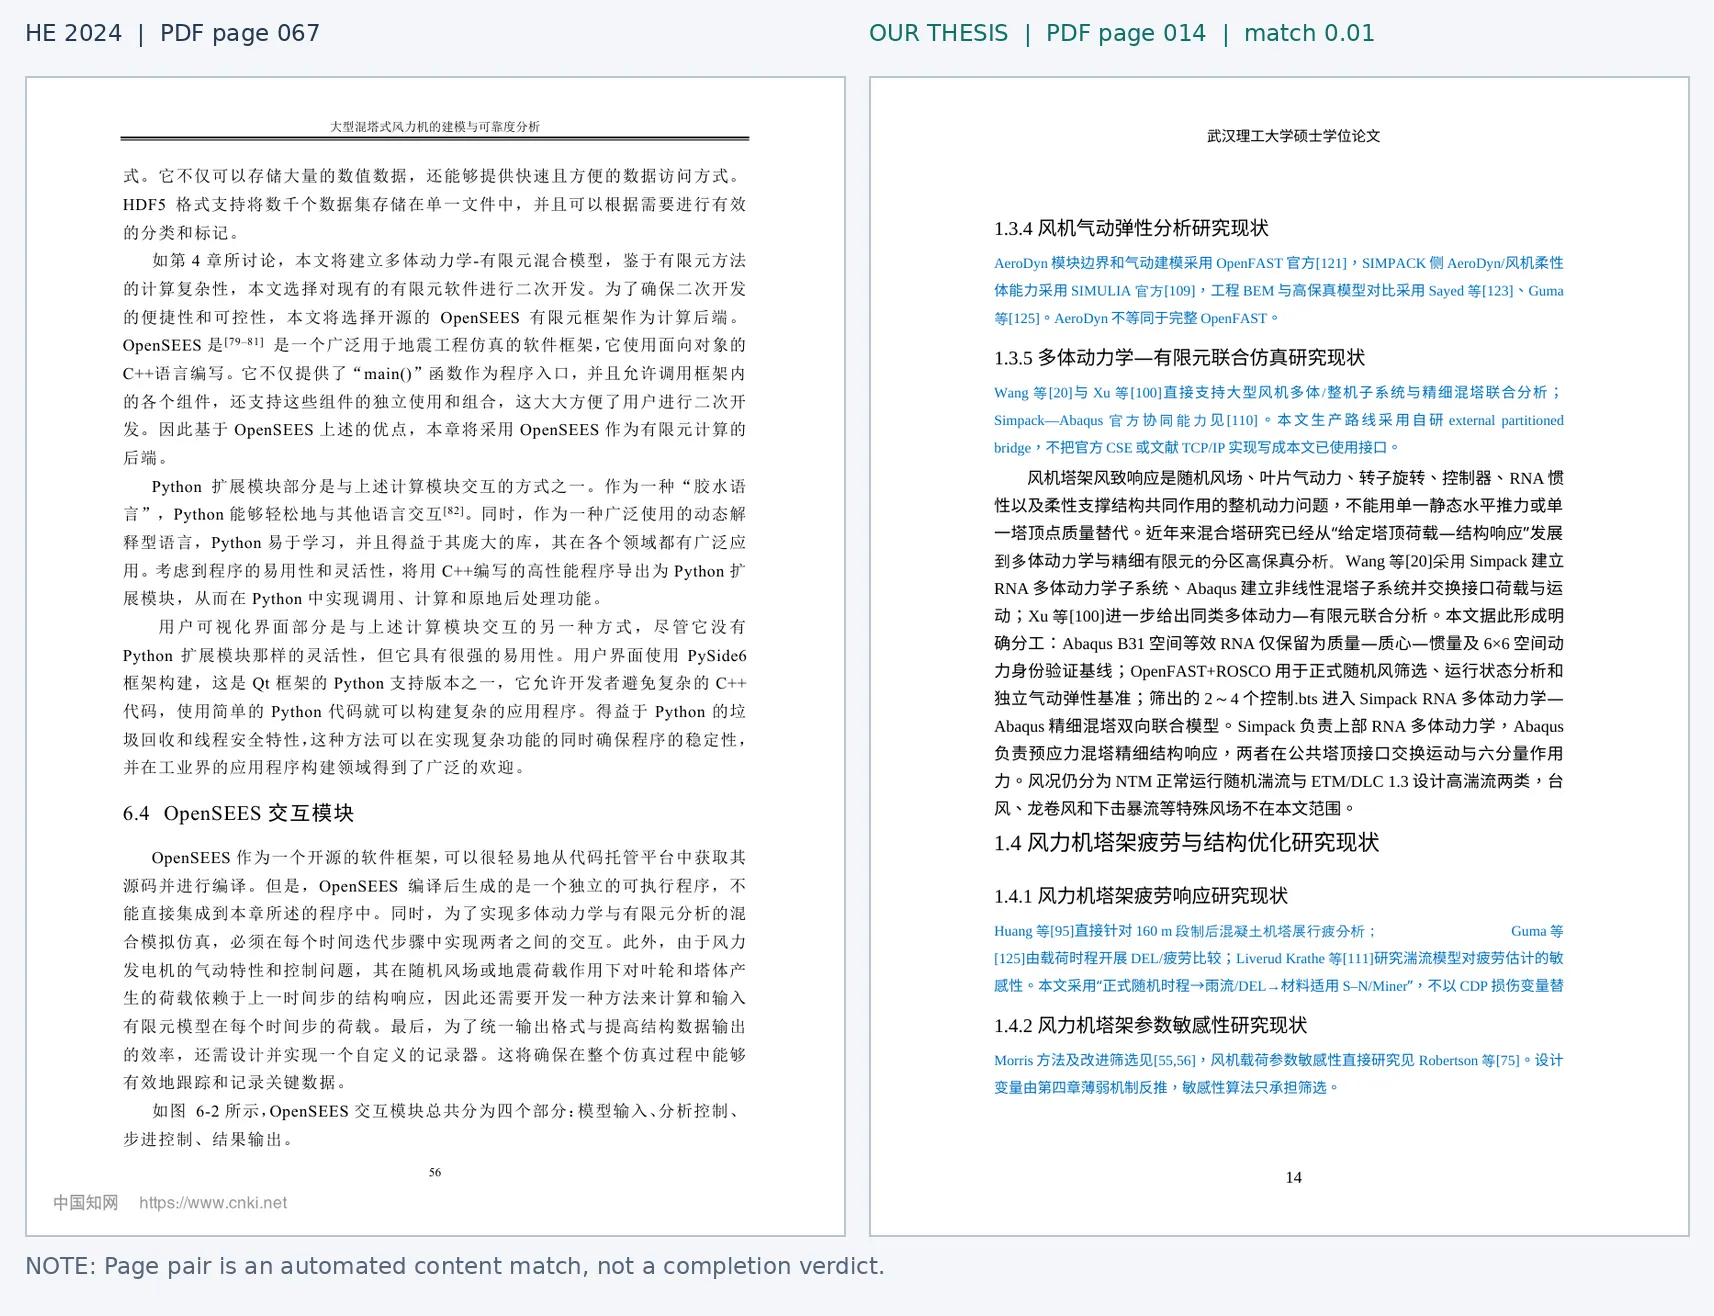 HE 2024 | PDF page 067
大型混塔式风力机的建模与可靠度分析
式。它不仅可以存储大量的数值数据，还能够提供快速且方便的数据访问方式。
HDF5 格式支持将数千个数据集存储在单一文件中，并且可以根据需要进行有效
的分类和标记。
如第 4 章所讨论，本文将建立多体动力学-有限元混合模型，鉴于有限元方法
的计算复杂性，本文选择对现有的有限元软件进行二次开发。为了确保二次开发
的便捷性和可控性，本文将选择开源的 OpenSEES 有限元框架作为计算后端。
OpenSEES 是[79–81] 是一个广泛用于地震工程仿真的软件框架，它使用面向对象的
C++语言编写。它不仅提供了“main()”函数作为程序入口，并且允许调用框架内
的各个组件，还支持这些组件的独立使用和组合，这大大方便了用户进行二次开
发。因此基于 OpenSEES 上述的优点，本章将采用 OpenSEES 作为有限元计算的
后端。
Python 扩展模块部分是与上述计算模块交互的方式之一。作为一种“胶水语
言”，Python 能够轻松地与其他语言交互[82]。同时，作为一种广泛使用的动态解
释型语言，Python 易于学习，并且得益于其庞大的库，其在各个领域都有广泛应
用。考虑到程序的易用性和灵活性，将用 C++编写的高性能程序导出为 Python 扩
展模块，从而在 Python 中实现调用、计算和原地后处理功能。
用户可视化界面部分是与上述计算模块交互的另一种方式，尽管它没有
Python 扩展模块那样的灵活性，但它具有很强的易用性。用户界面使用 PySide6
框架构建，这是 Qt 框架的 Python 支持版本之一，它允许开发者避免复杂的 C++
代码，使用简单的 Python 代码就可以构建复杂的应用程序。得益于 Python 的垃
圾回收和线程安全特性，这种方法可以在实现复杂功能的同时确保程序的稳定性，
并在工业界的应用程序构建领域得到了广泛的欢迎。
6.4 OpenSEES 交互模块
OpenSEES 作为一个开源的软件框架，可以很轻易地从代码托管平台中获取其
源码并进行编译。但是，OpenSEES 编译后生成的是一个独立的可执行程序，不
能直接集成到本章所述的程序中。同时，为了实现多体动力学与有限元分析的混
合模拟仿真，必须在每个时间迭代步骤中实现两者之间的交互。此外，由于风力
发电机的气动特性和控制问题，其在随机风场或地震荷载作用下对叶轮和塔体产
生的荷载依赖于上一时间步的结构响应，因此还需要开发一种方法来计算和输入
有限元模型在每个时间步的荷载。最后，为了统一输出格式与提高结构数据输出
的效率，还需设计并实现一个自定义的记录器。这将确保在整个仿真过程中能够
有效地跟踪和记录关键数据。
如图 6-2 所示，OpenSEES 交互模块总共分为四个部分：模型输入、分析控制、
步进控制、结果输出。
56
中国知网 https://www.cnki.net
OUR THESIS | PDF page 014 | match 0.01
武汉理工大学硕士学位论文
1.3.4 风机气动弹性分析研究现状
AeroDyn 模块边界和气动建模采用 OpenFAST 官方[121]，SIMPACK 侧 AeroDyn/风机柔性
体能力采用 SIMULIA 官方[109]，工程 BEM 与高保真模型对比采用 Sayed 等[123]、Guma
等[125]。AeroDyn 不等同于完整 OpenFAST。
1.3.5 多体动力学—有限元联合仿真研究现状
Wang 等[20]与 Xu 等[100]直接支持大型风机多体/整机子系统与精细混塔联合分析；
Simpack—Abaqus 官方协同能力见[110]。本文生产路线采用自研 external partitioned
bridge，不把官方 CSE 或文献 TCP/IP 实现写成本文已使用接口。
风机塔架风致响应是随机风场、叶片气动力、转子旋转、控制器、RNA 惯
性以及柔性支撑结构共同作用的整机动力问题，不能用单一静态水平推力或单
一塔顶点质量替代。近年来混合塔研究已经从“给定塔顶荷载—结构响应”发展
到多体动力学与精细有限元的分区高保真分析。Wang 等[20]采用 Simpack 建立
RNA 多体动力学子系统、Abaqus 建立非线性混塔子系统并交换接口荷载与运
动；Xu 等[100]进一步给出同类多体动力—有限元联合分析。本文据此形成明
确分工：Abaqus B31 空间等效 RNA 仅保留为质量—质心—惯量及 6×6 空间动
力身份验证基线；OpenFAST+ROSCO 用于正式随机风筛选、运行状态分析和
独立气动弹性基准；筛出的 2～4 个控制.bts 进入 Simpack RNA 多体动力学—
Abaqus 精细混塔双向联合模型。Simpack 负责上部 RNA 多体动力学，Abaqus
负责预应力混塔精细结构响应，两者在公共塔顶接口交换运动与六分量作用
力。风况仍分为 NTM 正常运行随机湍流与 ETM/DLC 1.3 设计高湍流两类，台
风、龙卷风和下击暴流等特殊风场不在本文范围。
1.4 风力机塔架疲劳与结构优化研究现状
1.4.1 风力机塔架疲劳响应研究现状
Huang 等[95]直接针对 160 m 段制后混凝土机塔展行疲分析； Guma 等
[125]由载荷时程开展 DEL/疲劳比较；Liverud Krathe 等[111]研究湍流模型对疲劳估计的敏
感性。本文采用“正式随机时程→雨流/DEL→材料适用 S–N/Miner”，不以 CDP 损伤变量替
1.4.2 风力机塔架参数敏感性研究现状
Morris 方法及改进筛选见[55,56]，风机载荷参数敏感性直接研究见 Robertson 等[75]。设计
变量由第四章薄弱机制反推，敏感性算法只承担筛选。
14
NOTE: Page pair is an automated content match, not a completion verdict.